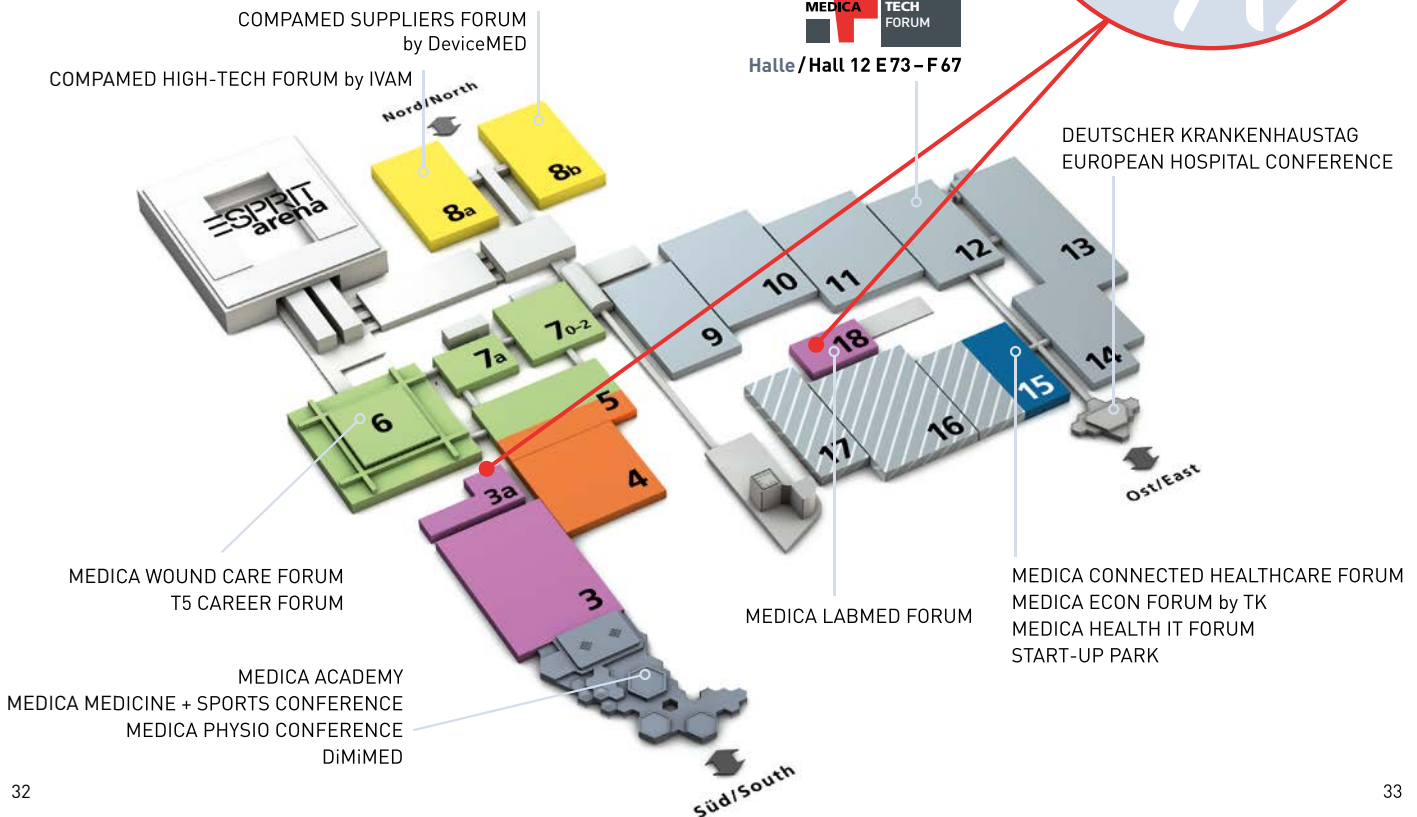 COMPAMED SUPPLIERS FORUM
by DeviceMED
COMPAMED HIGH-TECH FORUM by IVAM
MEDICA
TECH
FORUM
Halle / Hall 12 E 73 – F 67
Nord/North
DEUTSCHER KRANKENHAUSTAG
EUROPEAN HOSPITAL CONFERENCE
ESPRIT
arena
8a
8b
10
11
12
13
9
7 0-2
7a
18
14
15
6
5
16
17
4
3a
Ost/East
3
MEDICA WOUND CARE FORUM
T5 CAREER FORUM
MEDICA LABMED FORUM
MEDICA CONNECTED HEALTHCARE FORUM
MEDICA ECON FORUM by TK
MEDICA HEALTH IT FORUM
START-UP PARK
MEDICA ACADEMY
MEDICA MEDICINE + SPORTS CONFERENCE
MEDICA PHYSIO CONFERENCE
DiMiMED
Süd/South
32
33